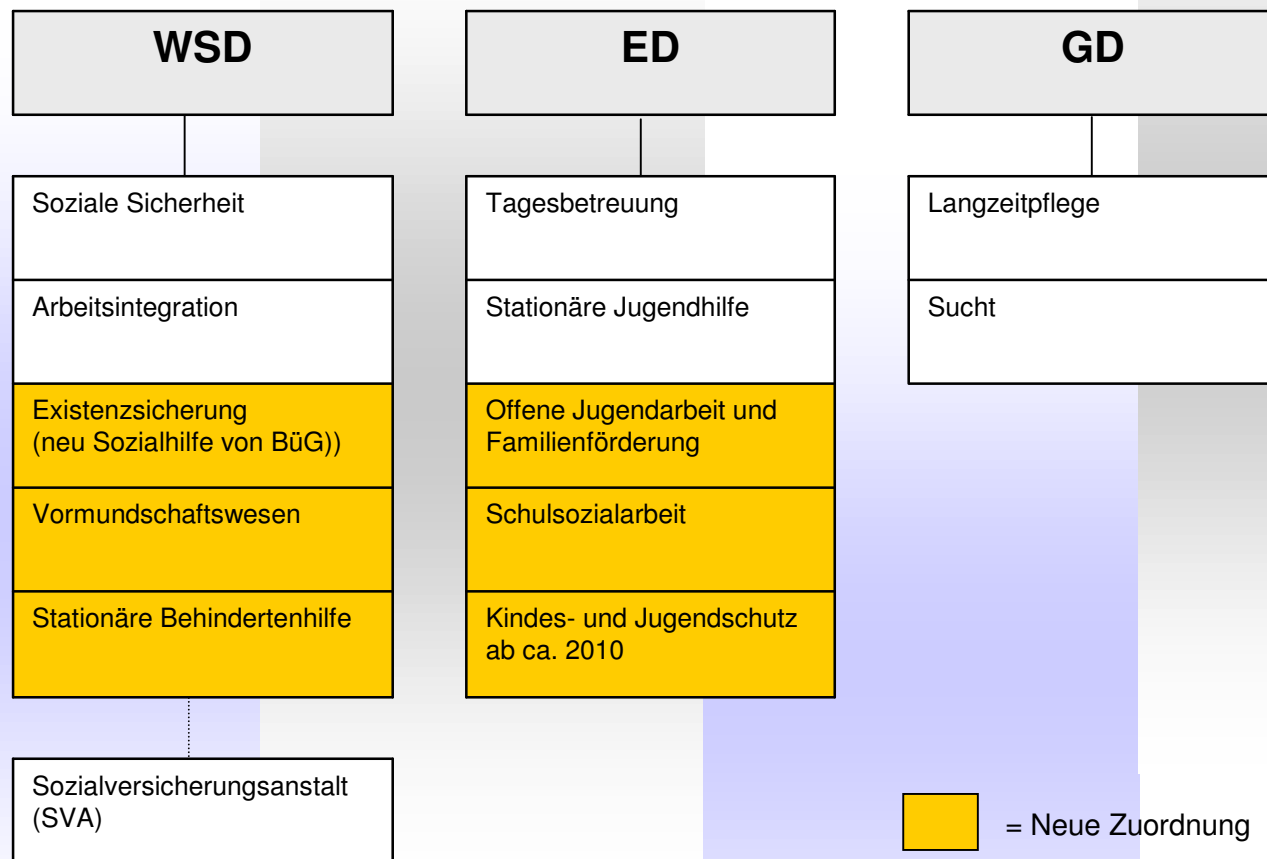 WSD
Soziale Sicherheit
Arbeitsintegration
Existenzsicherung
(neu Sozialhilfe von BüG))
Vormundschaftswesen
Stationäre Behindertenhilfe
Sozialversicherungsanstalt
(SVA)
ED
Tagesbetreuung
Stationäre Jugendhilfe
Offene Jugendarbeit und
Familienförderung
Schulsozialarbeit
Kindes- und Jugendschutz
ab ca. 2010
GD
Langzeitpflege
Sucht
= Neue Zuordnung